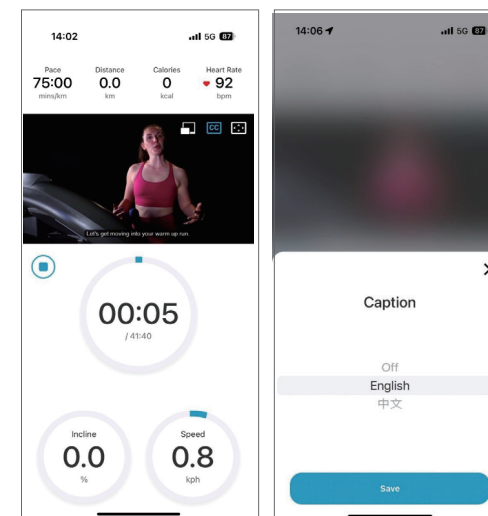 14:02
5G 87
Pace Distance Calories Heart Rate
75:00 0.0 0 92
mins/km km kcal bpm
CC
Let's get moving into your warm up run.
00:05
/ 41:40
Incline Speed
0.0 0.8
% kph
14:06
5G 87
Caption
Off
English
中文
Save